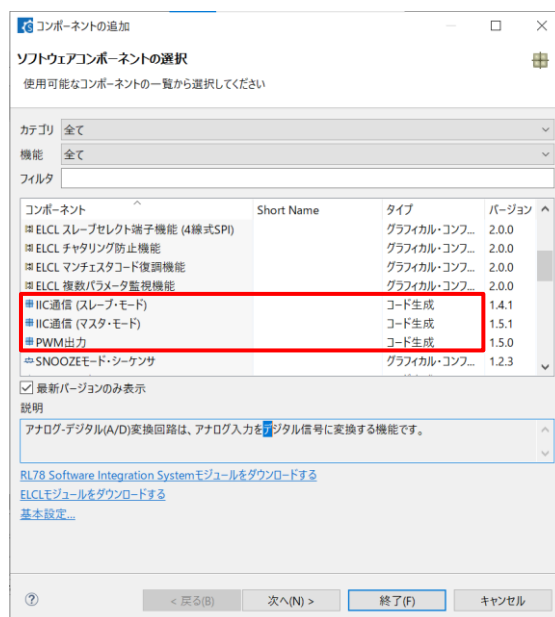 コンポーネントの追加
ソフトウェアコンポーネントの選択
使用可能なコンポーネントの一覧から選択してください
カテゴリ 全て
機能 全て
フィルタ
コンポーネント Short Name タイプ バージョン
ELCL スレーブセレクト端子機能 (4線式SPI) グラフィカル・コンフ... 2.0.0
ELCL チャタリング防止機能 グラフィカル・コンフ... 2.0.0
ELCL マンチェスタコード復調機能 グラフィカル・コンフ... 2.0.0
ELCL 複数パラメータ監視機能 グラフィカル・コンフ... 2.0.0
IIC通信 (スレーブ・モード) コード生成 1.4.1
IIC通信 (マスタ・モード) コード生成 1.5.1
PWM出力 コード生成 1.5.0
SNOOZEモード・シーケンサ グラフィカル・コンフ... 1.2.3
最新バージョンのみ表示
説明
アナログ-デジタル(A/D)変換回路は、アナログ入力をデジタル信号に変換する機能です。
RL78 Software Integration Systemモジュールをダウンロードする
ELCLモジュールをダウンロードする
基本設定...
< 戻る(B) 次へ(N) > 終了(F) キャンセル